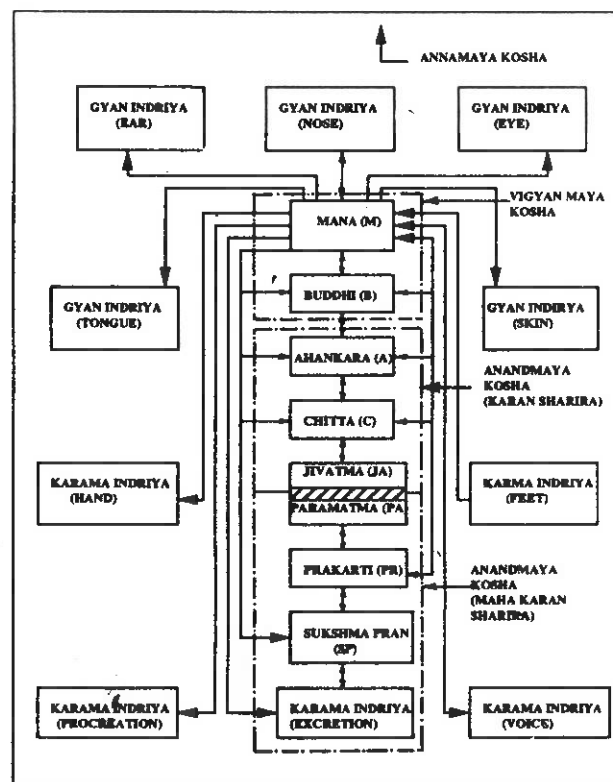 ANNAMAYA KOSHA
GYAN INDRIYA
(EAR)
GYAN INDRIYA
(NOSE)
GYAN INDRIYA
(EYE)
VIGYAN MAYA
KOSHA
MANA (M)
BUDDHI (B)
GYAN INDRIYA
(TONGUE)
GYAN INDIRYA
(SKIN)
AHANKARA (A)
ANANDMAYA
KOSHA
(KARAN SHARIRA)
CHITTA (C)
JIVATMA (JA)
PARAMATMA (PA
KARAMA INDRIYA
(HAND)
KARMA INDRIYA
(FEET)
PRAKARTI (PR)
ANANDMAYA
KOSHA
(MAHA KARAN
SHARIRA)
SUKSHMA PRAN
(SP)
KARAMA INDRIYA
(PROCREATION)
KARAMA INDRIYA
(EXCRETION)
KARAMA INDRIYA
(VOICE)